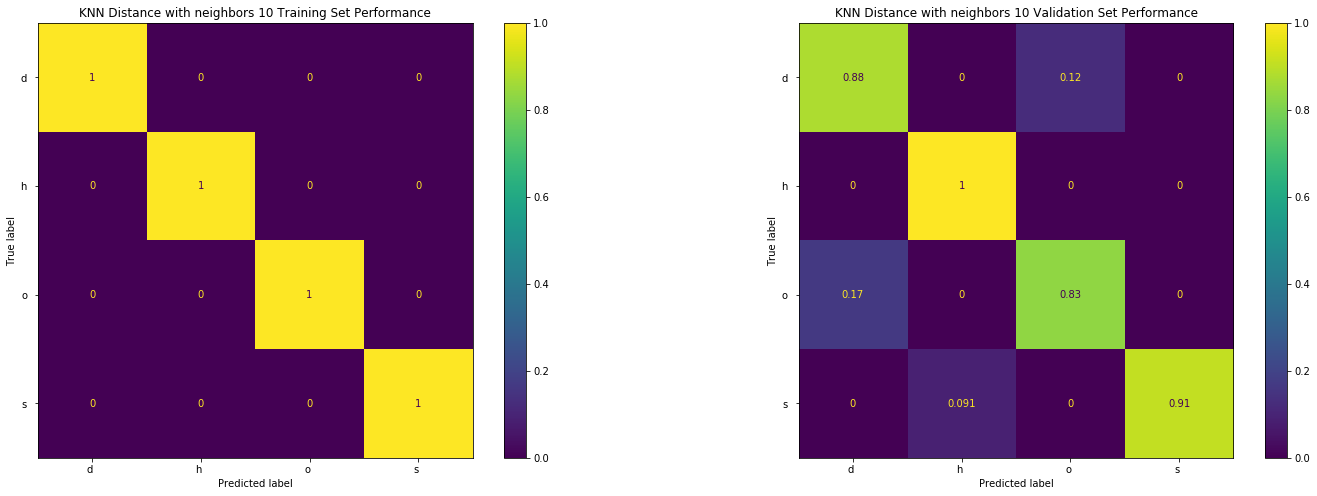 KNN Distance with neighbors 10 Training Set Performance
True label
d 1 0 0 0
h 0 1 0 0
o 0 0 1 0
s 0 0 0 1
d h o s
Predicted label
1.0
0.8
0.6
0.4
0.2
0.0
KNN Distance with neighbors 10 Validation Set Performance
True label
d 0.88 0 0.12 0
h 0 1 0 0
o 0.17 0 0.83 0
s 0 0.091 0 0.91
d h o s
Predicted label
1.0
0.8
0.6
0.4
0.2
0.0